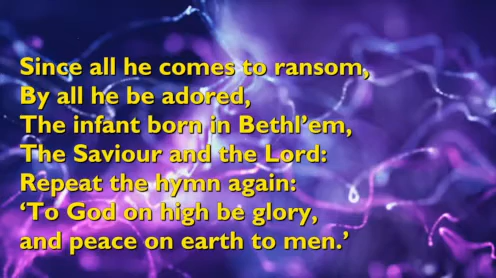 Since all he comes to ransom,
By all he be adored,
The infant born in Bethl’em,
The Saviour and the Lord:
Repeat the hymn again:
‘To God on high be glory,
and peace on earth to men.’